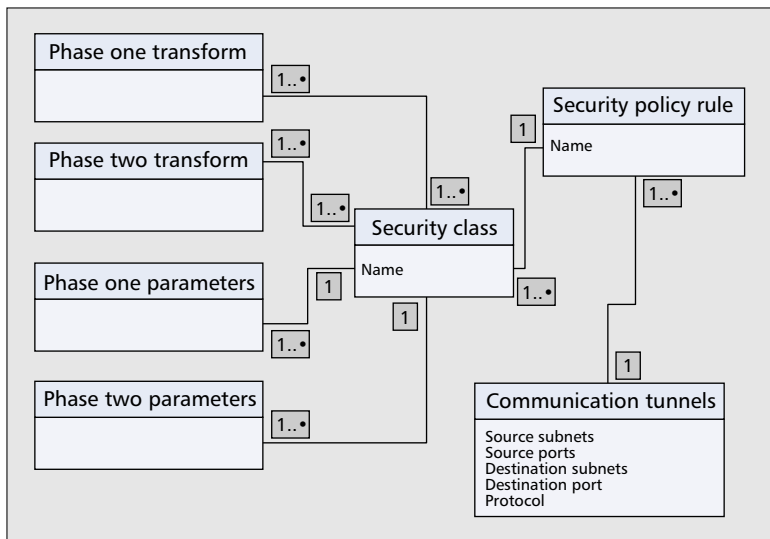 Phase one transform
1..•
Phase two transform
1..•
1..•
1..•
Security policy rule
Name
1
1..•
Security class
Name
1..•
Phase one parameters
1
1..•
1
1
Phase two parameters
1..•
Communication tunnels
Source subnets
Source ports
Destination subnets
Destination port
Protocol